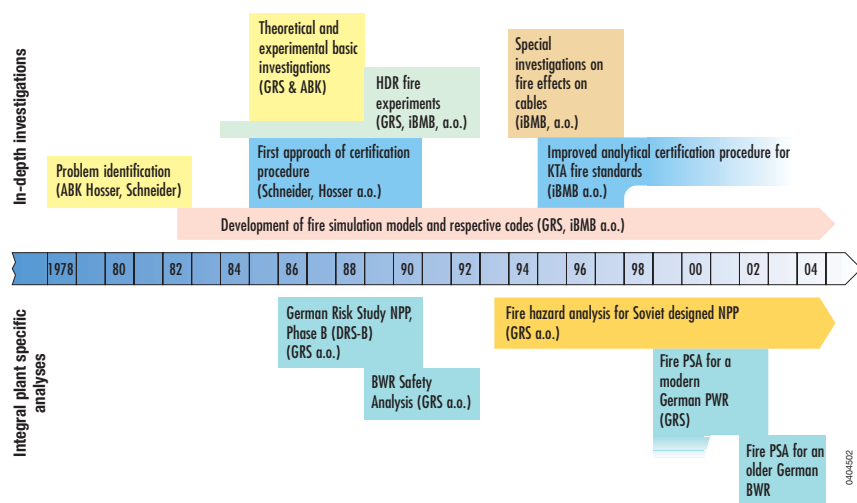 In-depth investigations
Theoretical and
experimental basic
investigations
(GRS & ABK)
HDR fire
experiments
(GRS, iBMB, a.o.)
Special
investigations on
fire effects on
cables
(iBMB, a.o.)
Problem identification
(ABK Hosser, Schneider)
First approach of certification
procedure
(Schneider, Hosser a.o.)
Improved analytical certification procedure for
KTA fire standards
(iBMB a.o.)
Development of fire simulation models and respective codes (GRS, iBMB a.o.)
1978 80 82 84 86 88 90 92 94 96 98 00 02 04
Integral plant specific
analyses
German Risk Study NPP,
Phase B (DRS-B)
(GRS a.o.)
BWR Safety
Analysis (GRS a.o.)
Fire hazard analysis for Soviet designed NPP
(GRS a.o.)
Fire PSA for a
modern
German PWR
(GRS)
Fire PSA for an
older German
BWR
0404502